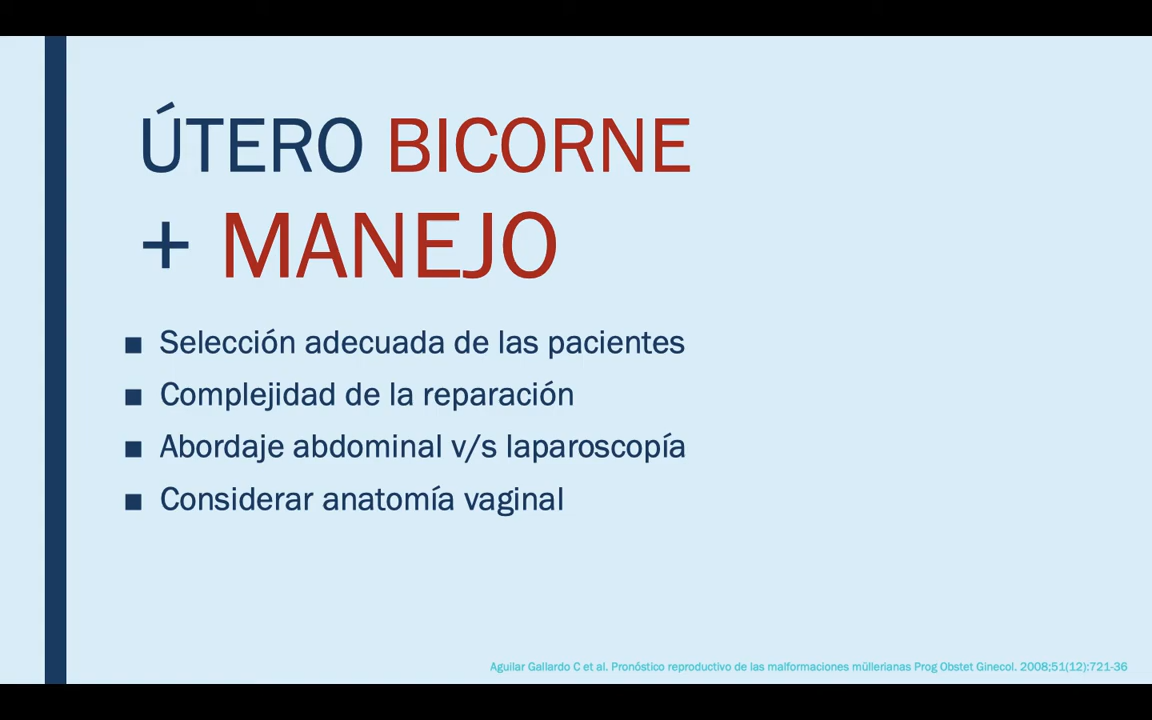 ÚTERO BICORNE
+ MANEJO
■ Selección adecuada de las pacientes
■ Complejidad de la reparación
■ Abordaje abdominal v/s laparoscopía
■ Considerar anatomía vaginal
Aguilar Gallardo C et al. Pronóstico reproductivo de las malformaciones müllerianas Prog Obstet Ginecol. 2008;51(12):721-36